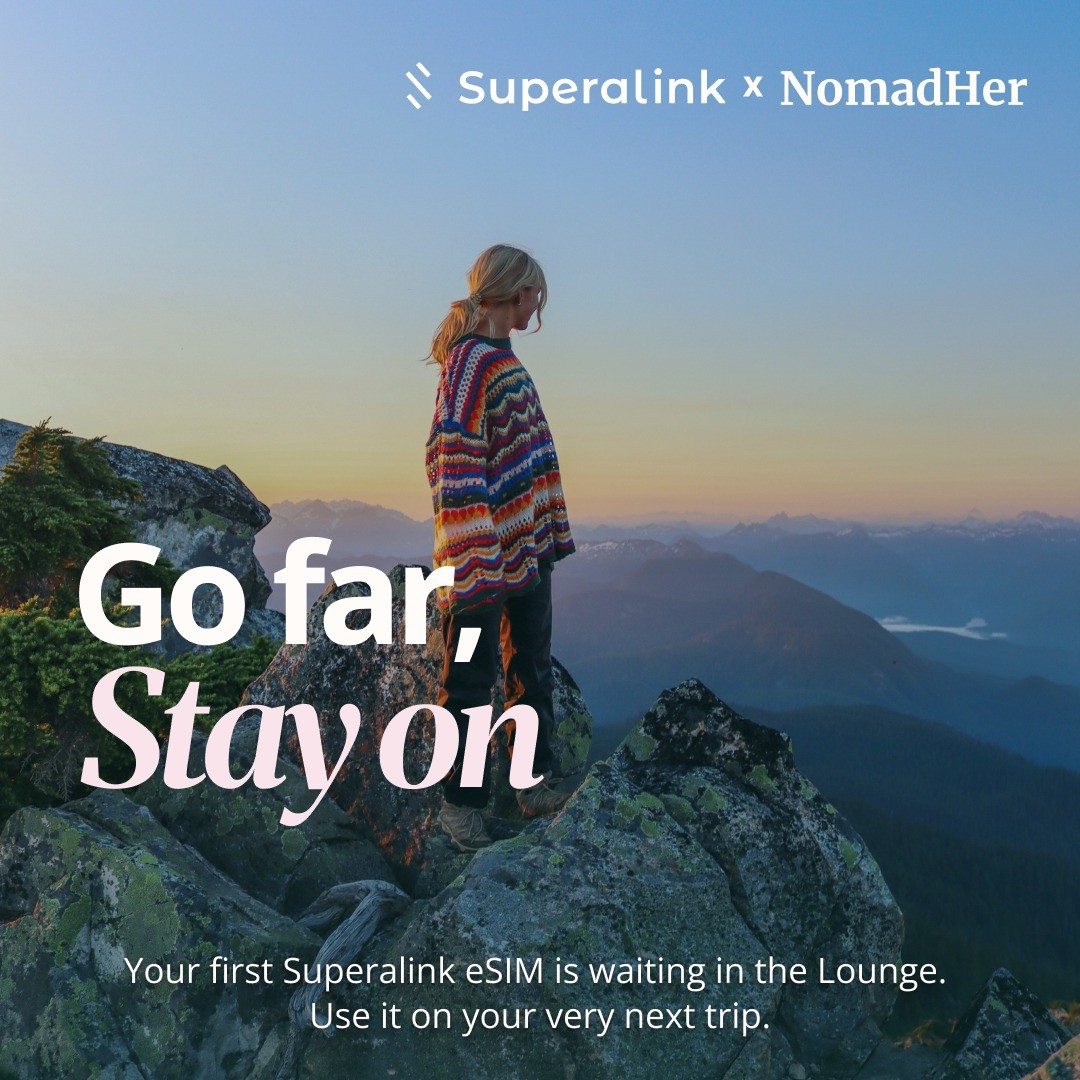 Superalink x NomadHer
Go far,
Stay on
Your first Superalink eSIM is waiting in the Lounge.
Use it on your very next trip.